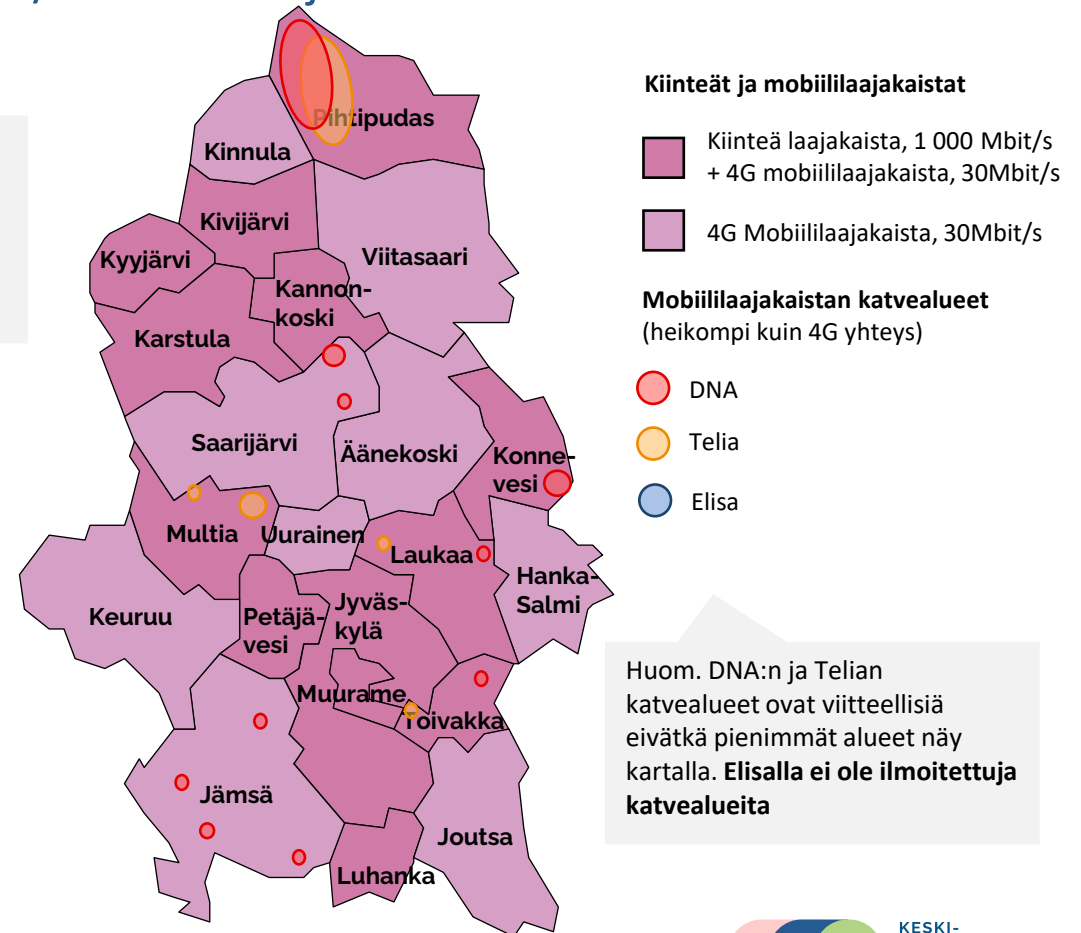 Pihtipudas
Kinnula
Kivijärvi
Kyyjärvi
Viitasaari
Kannon-
koski
Karstula
Saarijärvi
Äänekoski
Konne-
vesi
Multia
Uurainen
Laukaa
Hanka-
Salmi
Keuruu
Petäjä-
vesi
Jyväs-
kylä
Muurame
Toivakka
Jämsä
Joutsa
Luhanka
Kiinteät ja mobiililaajakaistat
Kiinteä laajakaista, 1 000 Mbit/s
+ 4G mobiililaajakaista, 30Mbit/s
4G Mobiililaajakaista, 30Mbit/s
Mobiililaajakaistan katvealueet
(heikompi kuin 4G yhteys)
DNA
Telia
Elisa
Huom. DNA:n ja Telian
katvealueet ovat viitteellisiä
eivätkä pienimmät alueet näy
kartalla. Elisalla ei ole ilmoitettuja
katvealueita
KESKI-